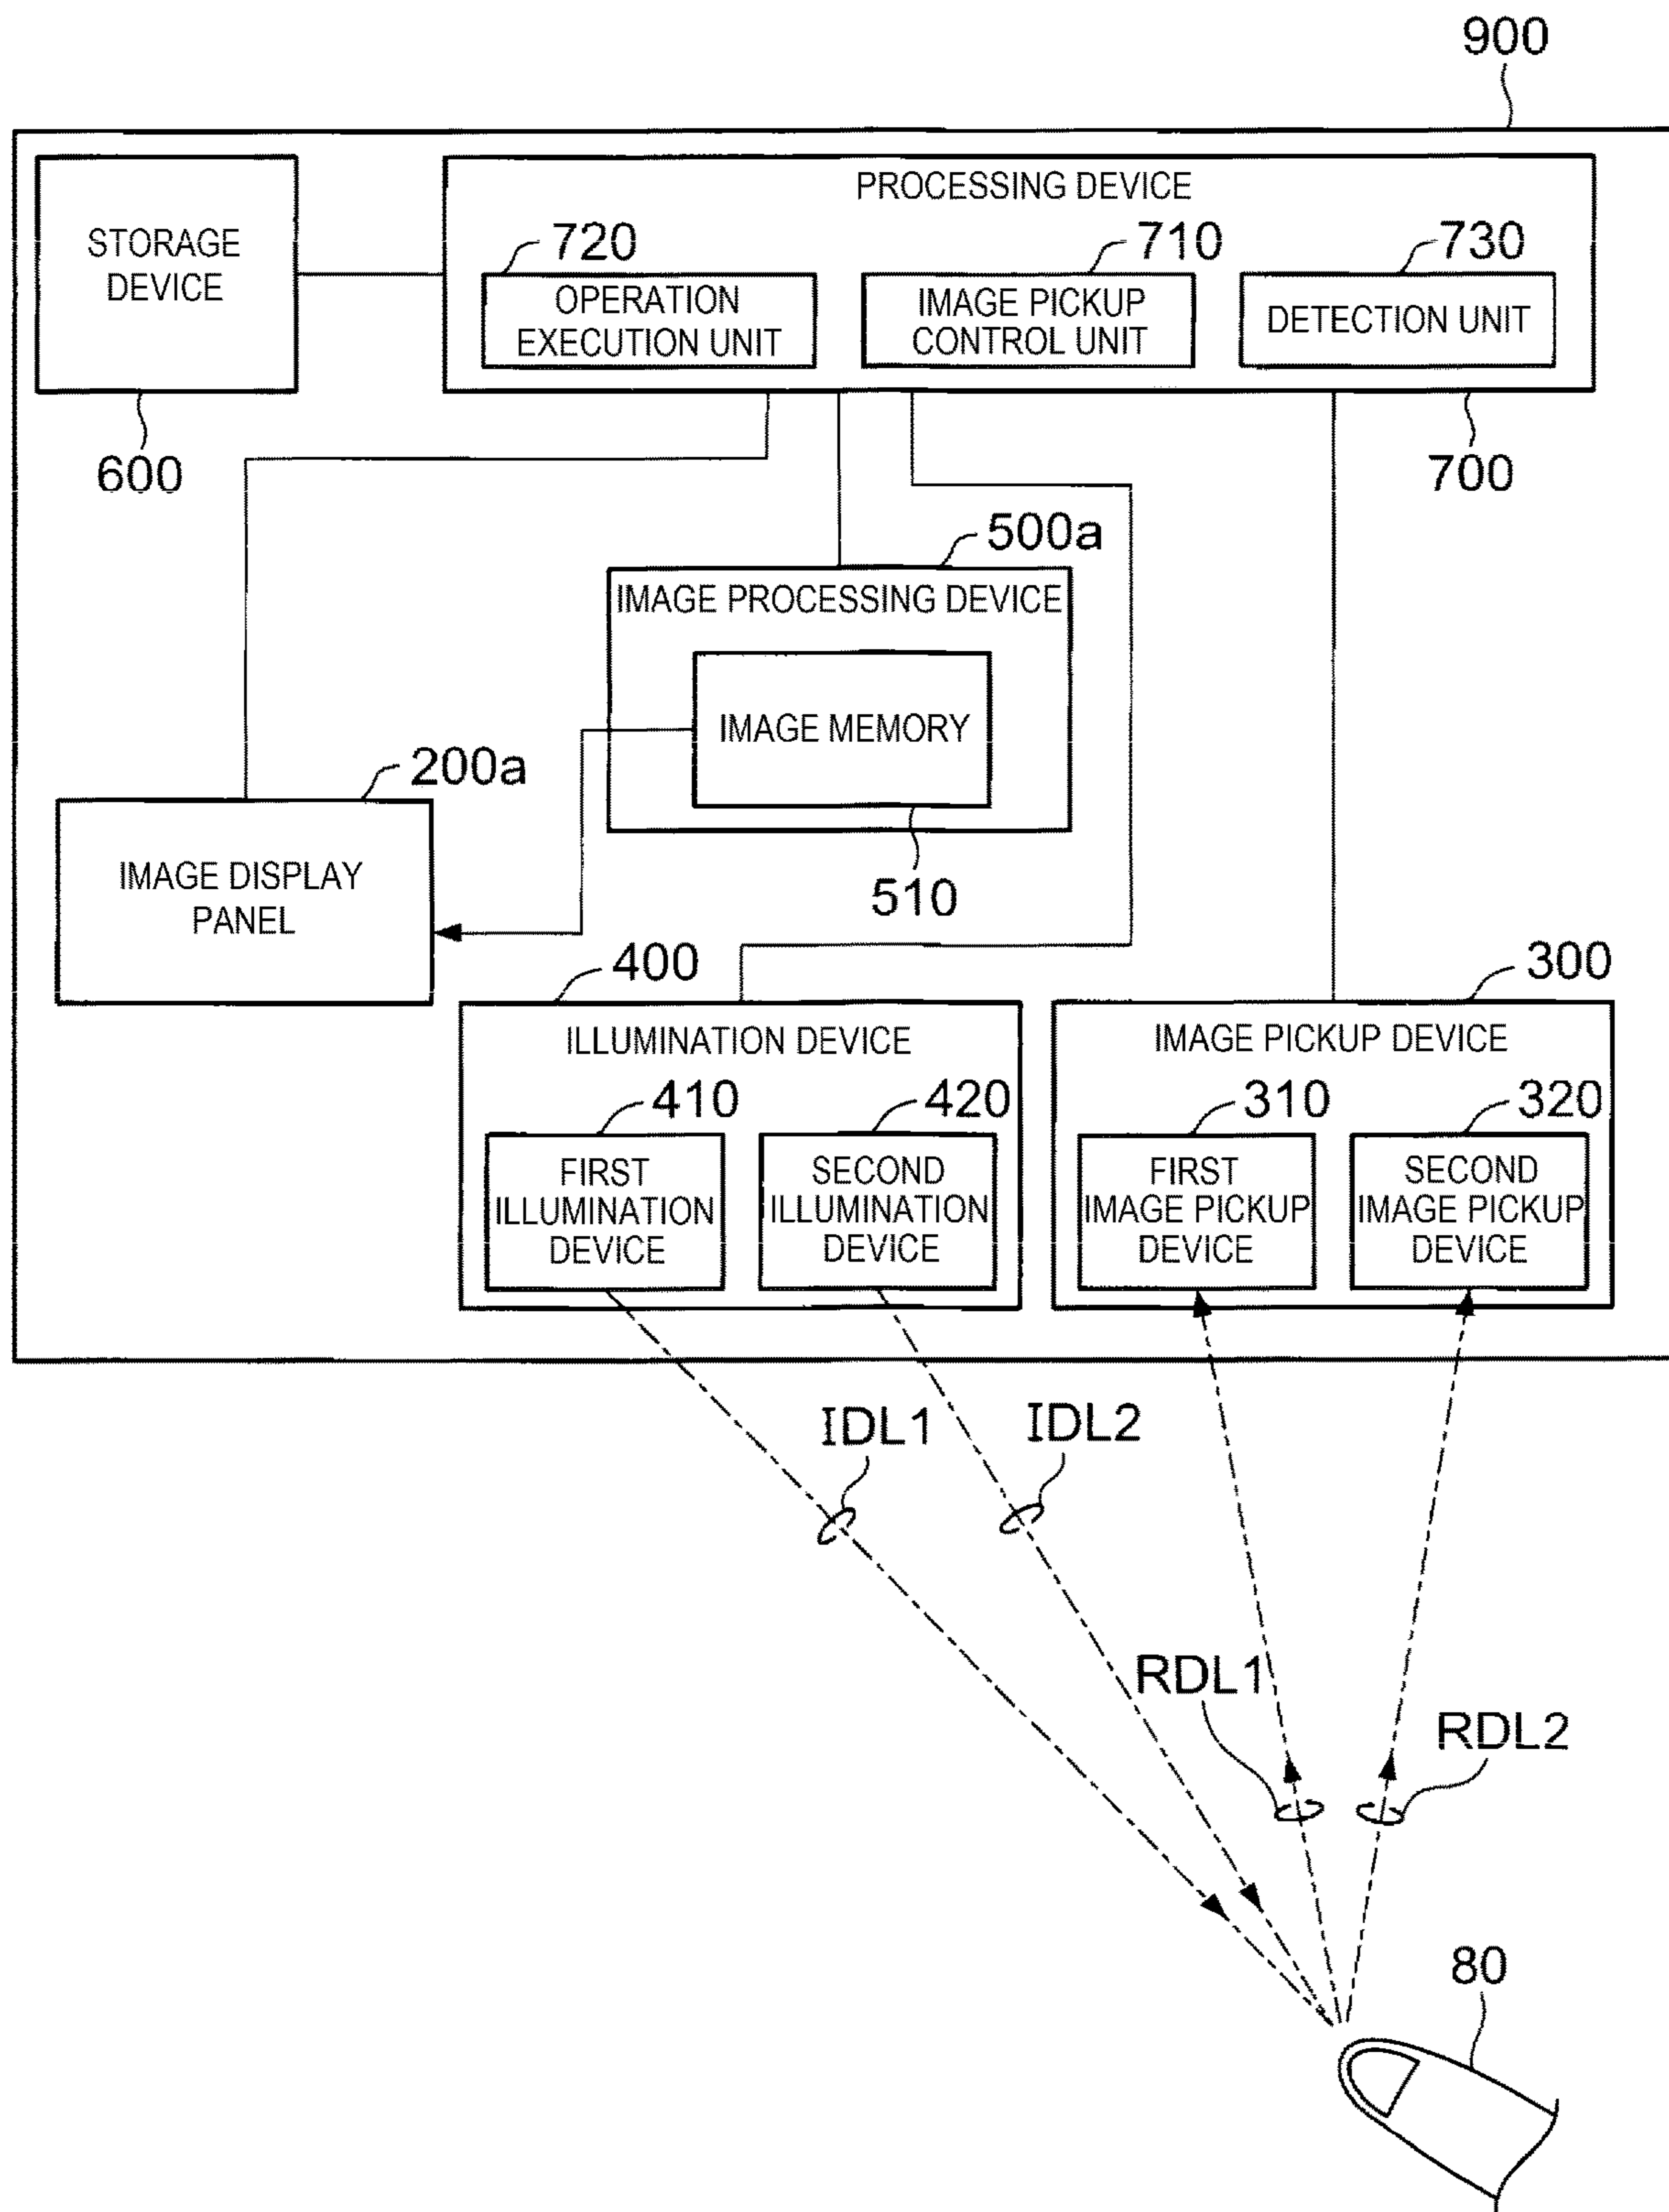 900
PROCESSING DEVICE
STORAGE
DEVICE
720
710
730
OPERATION
EXECUTION UNIT
IMAGE PICKUP
CONTROL UNIT
DETECTION UNIT
600
700
500a
IMAGE PROCESSING DEVICE
IMAGE MEMORY
510
200a
IMAGE DISPLAY
PANEL
400
300
ILLUMINATION DEVICE
IMAGE PICKUP DEVICE
410
420
310
320
FIRST
ILLUMINATION
DEVICE
SECOND
ILLUMINATION
DEVICE
FIRST
IMAGE PICKUP
DEVICE
SECOND
IMAGE PICKUP
DEVICE
IDL1
IDL2
RDL1
RDL2
80